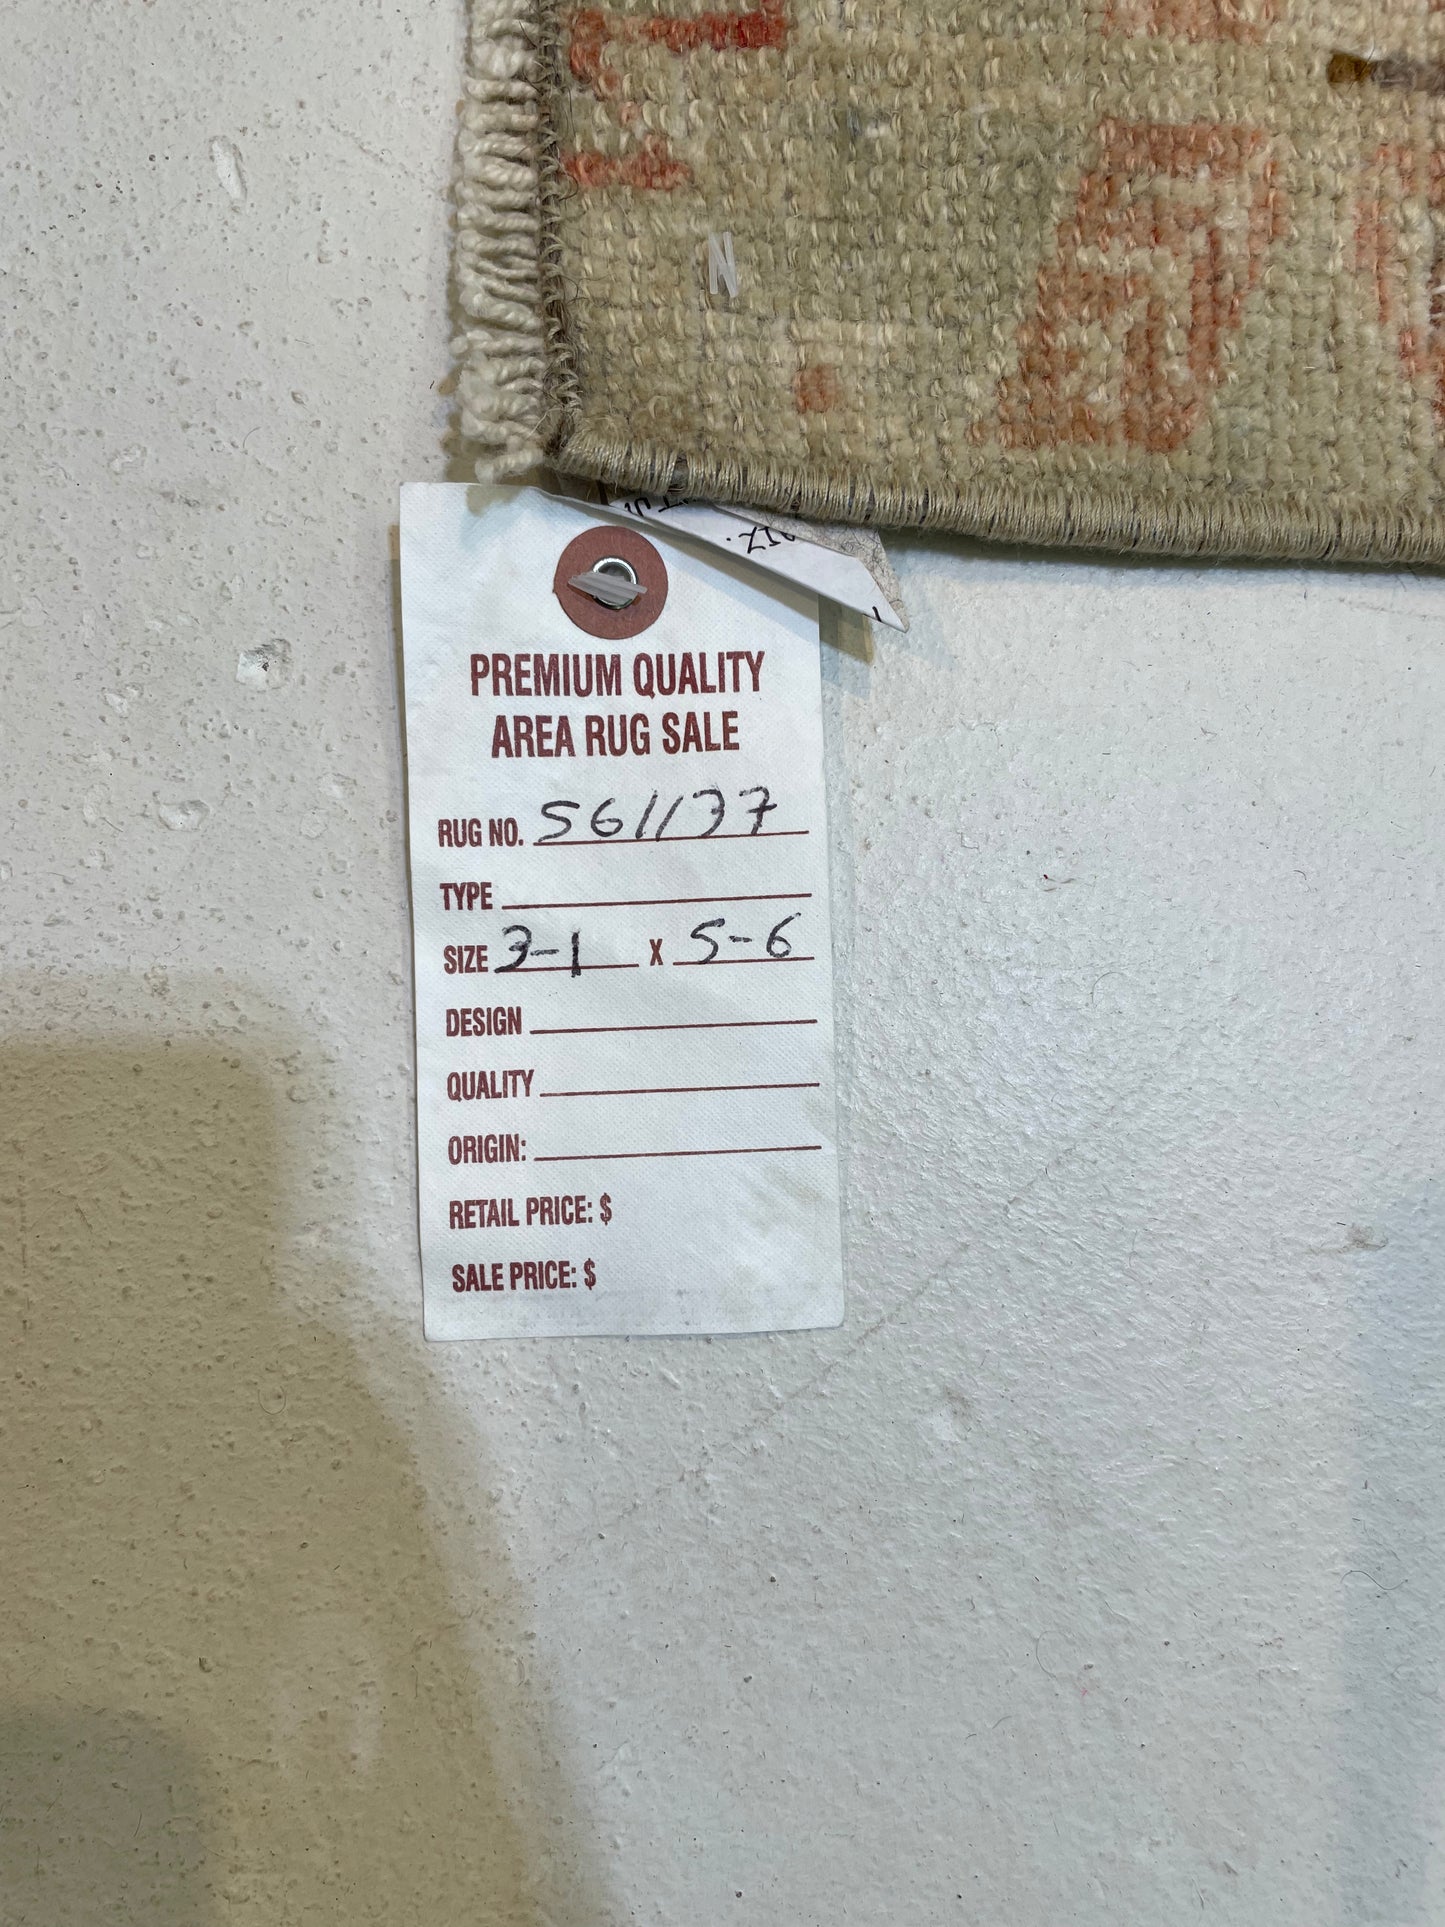 PREMIUM QUALITY
AREA RUG SALE
RUG NO. 561137
TYPE
SIZE 3-1 X 5-6
DESIGN
QUALITY
ORIGIN:
RETAIL PRICE: $
SALE PRICE: $